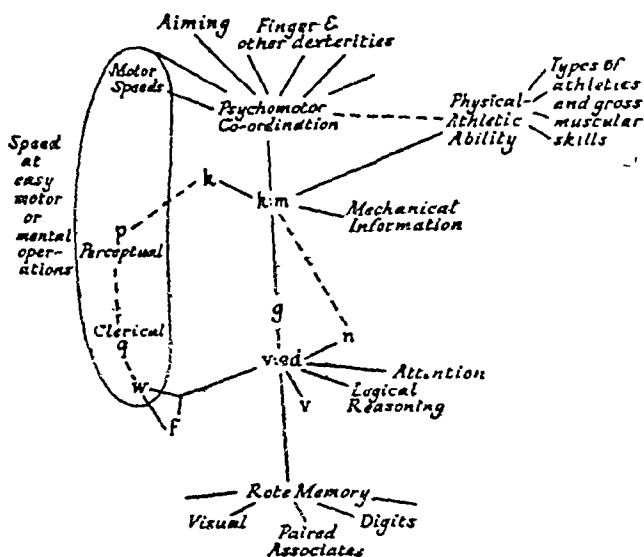 Aiming
Finger &
other dexterities
Motor
Speeds
Psychomotor
Co-ordination
Physical-
Athletic
Ability
Types of
athletics
and gross
muscular
skills
Speed
at
easy
motor
or
mental
oper-
ations
k
k:m
Mechanical
Information
p
Perceptual
g
n
Clerical
q
v:ed
Attention
Logical
Reasoning
w
v
f
Rote Memory
Visual
Paired
Associates
Digits